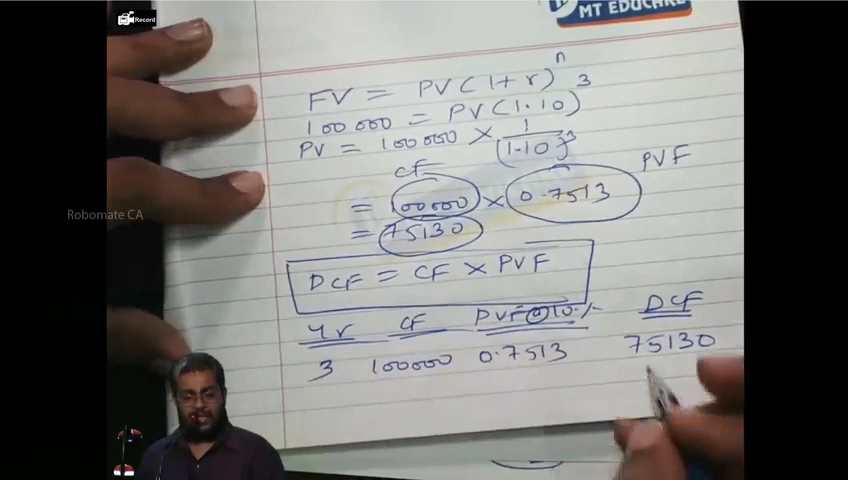 Record
MT EDUCARE
FV = PV(1+r)^n
100000 = PV(1.10)^3
PV = 100000 × 1/(1.10)^3
CF
= 100000 × 0.7513 PVF
= 75130
Robomate CA
DCF = CF × PVF
Yr CF PVF@10% DCF
3 100000 0.7513 75130